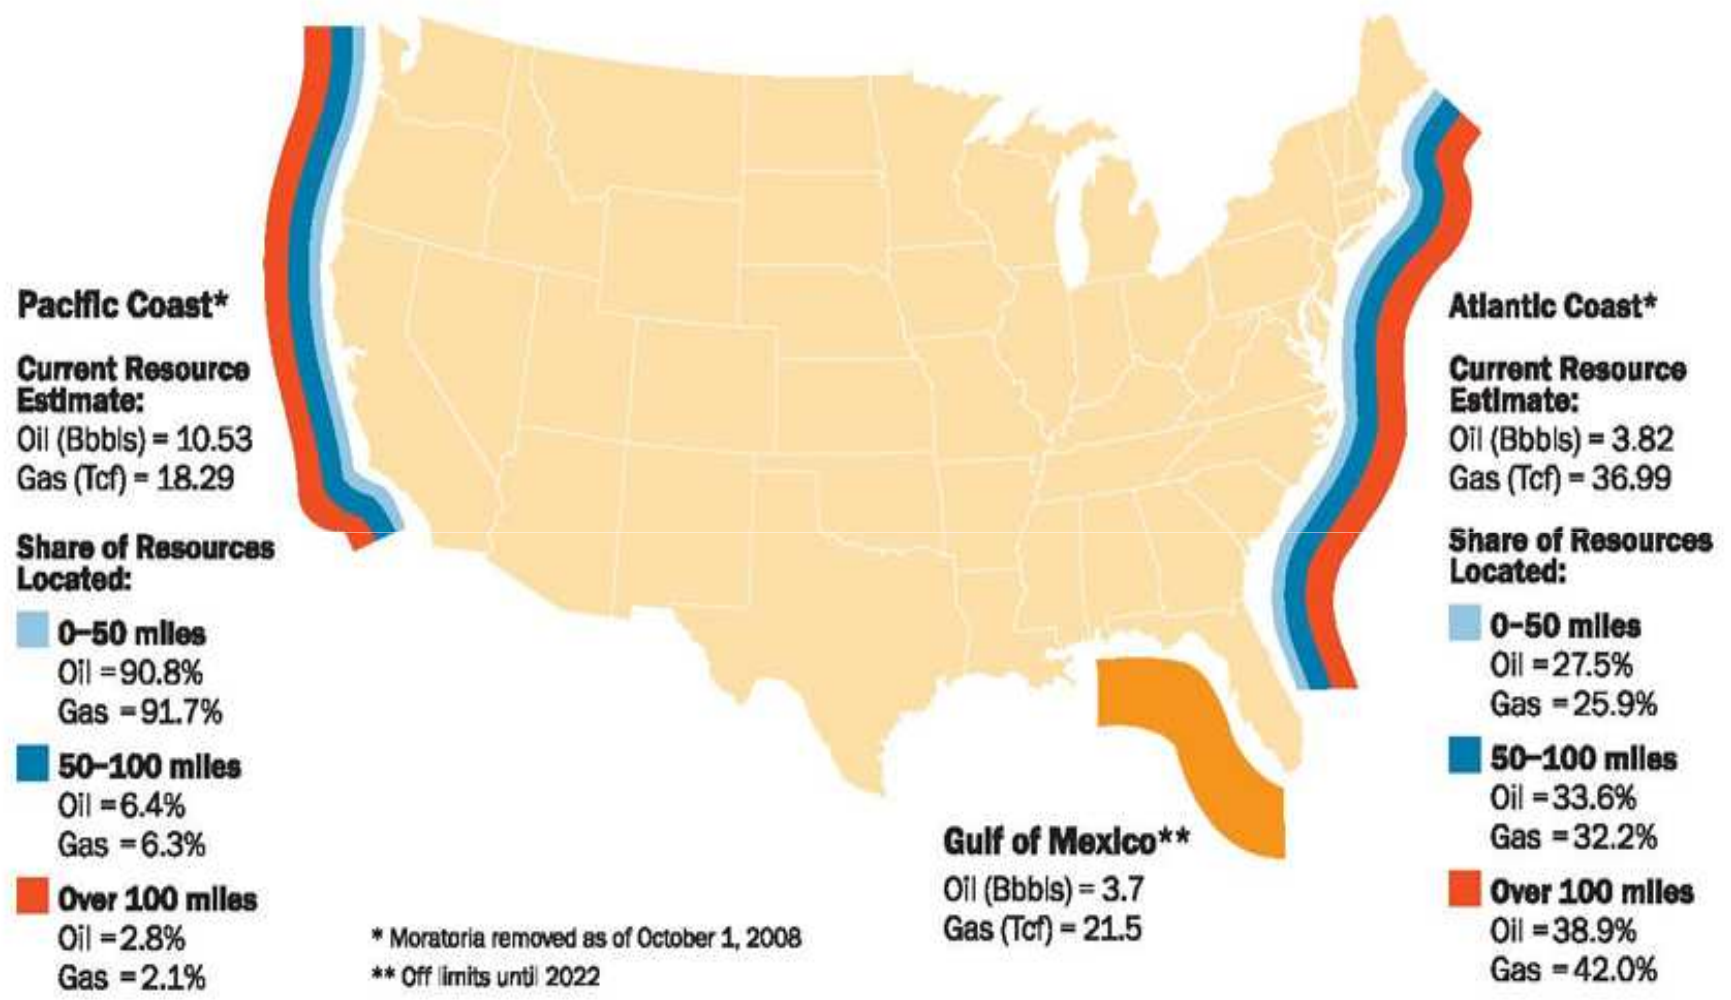 Pacific Coast*
Current Resource
Estimate:
Oil (Bbbls) = 10.53
Gas (Tcf) = 18.29
Share of Resources
Located:
0–50 miles
Oil =90.8%
Gas =91.7%
50–100 miles
Oil =6.4%
Gas =6.3%
Over 100 miles
Oil =2.8%
Gas =2.1%
* Moratoria removed as of October 1, 2008
** Off limits until 2022
Gulf of Mexico**
Oil (Bbbls) = 3.7
Gas (Tcf) = 21.5
Atlantic Coast*
Current Resource
Estimate:
Oil (Bbbls) = 3.82
Gas (Tcf) = 36.99
Share of Resources
Located:
0–50 miles
Oil =27.5%
Gas =25.9%
50–100 miles
Oil =33.6%
Gas =32.2%
Over 100 miles
Oil =38.9%
Gas =42.0%